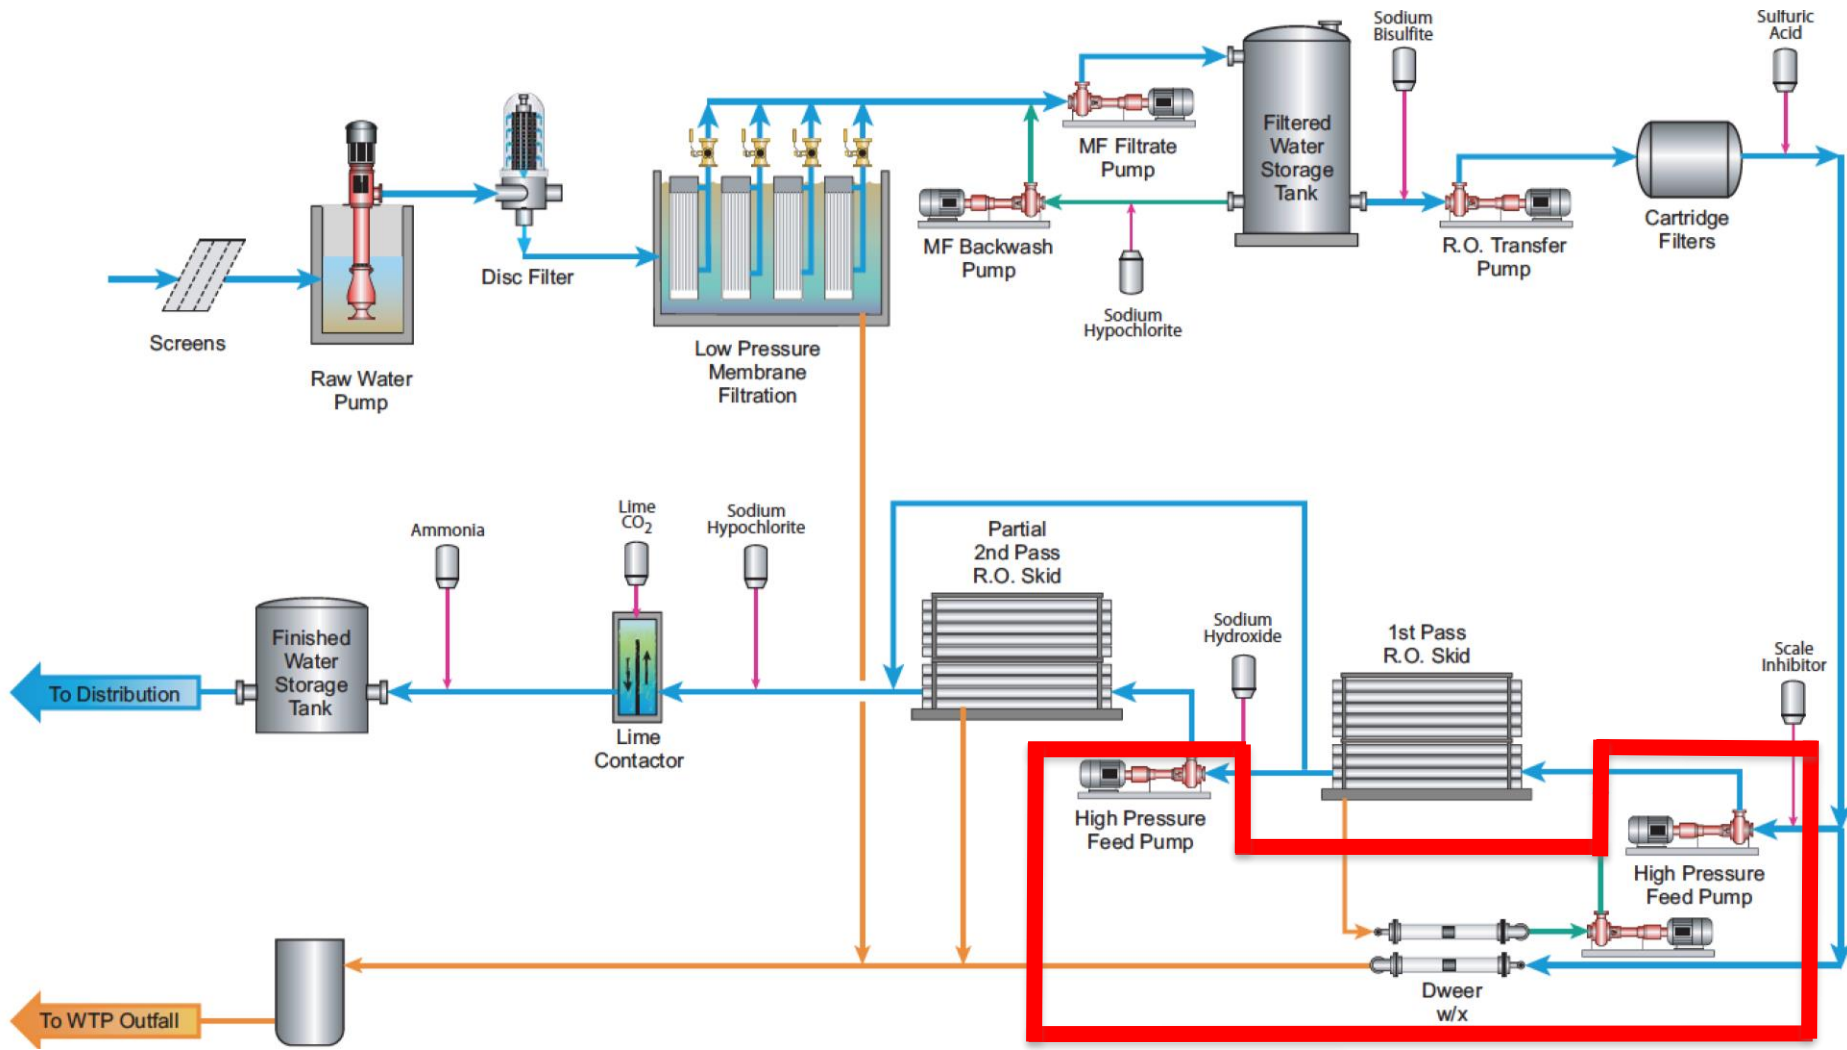 Sodium
Bisulfite
Sulfuric
Acid
Filtered
Water
Storage
Tank
MF Filtrate
Pump
MF Backwash
Pump
Sodium
Hypochlorite
R.O. Transfer
Pump
Cartridge
Filters
Disc Filter
Screens
Raw Water
Pump
Low Pressure
Membrane
Filtration
Ammonia
Lime
CO2
Sodium
Hypochlorite
Partial
2nd Pass
R.O. Skid
Sodium
Hydroxide
1st Pass
R.O. Skid
Scale
Inhibitor
Finished
Water
Storage
Tank
To Distribution
Lime
Contactor
High Pressure
Feed Pump
High Pressure
Feed Pump
Dweer
w/x
To WTP Outfall